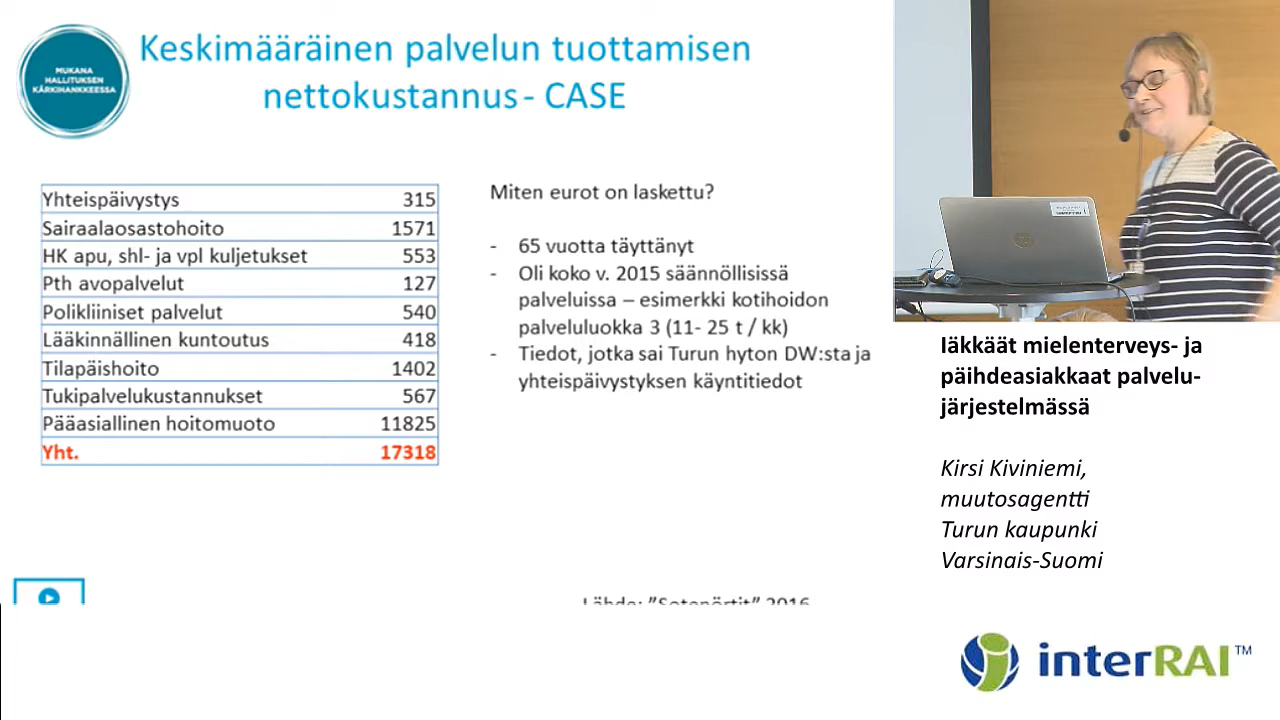 MUKANA
HALLITUKSEN
KÄRKIHANKKEESSA
Keskimääräinen palvelun tuottamisen
nettokustannus - CASE
Yhteispäivystys 315
Sairaalaosastohoito 1571
HK apu, shl- ja vpl kuljetukset 553
Pth avopalvelut 127
Polikliiniset palvelut 540
Lääkinnällinen kuntoutus 418
Tilapäishoito 1402
Tukipalvelukustannukset 567
Pääasiallinen hoitomuoto 11825
Yht. 17318
Miten eurot on laskettu?
- 65 vuotta täyttänyt
- Oli koko v. 2015 säännöllisissä
palveluissa – esimerkki kotihoidon
palveluluokka 3 (11- 25 t / kk)
- Tiedot, jotka sai Turun hyton DW:sta ja
yhteispäivystyksen käyntitiedot
Lähde: ”Sotenörtit” 2016
Iäkkäät mielenterveys- ja
päihdeasiakkaat palvelu-
järjestelmässä
Kirsi Kiviniemi,
muutosagentti
Turun kaupunki
Varsinais-Suomi
interRAI™